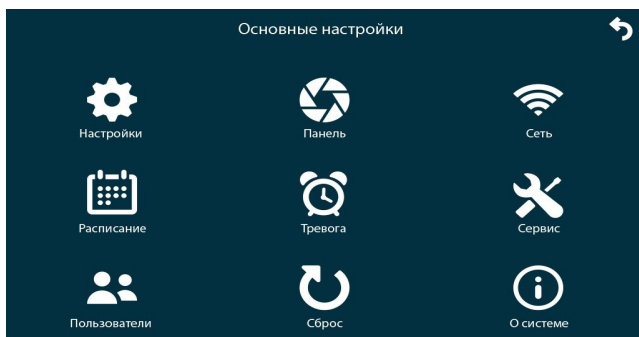 Основные настройки
Настройки
Панель
Сеть
Расписание
Тревога
Сервис
Пользователи
Сброс
О системе